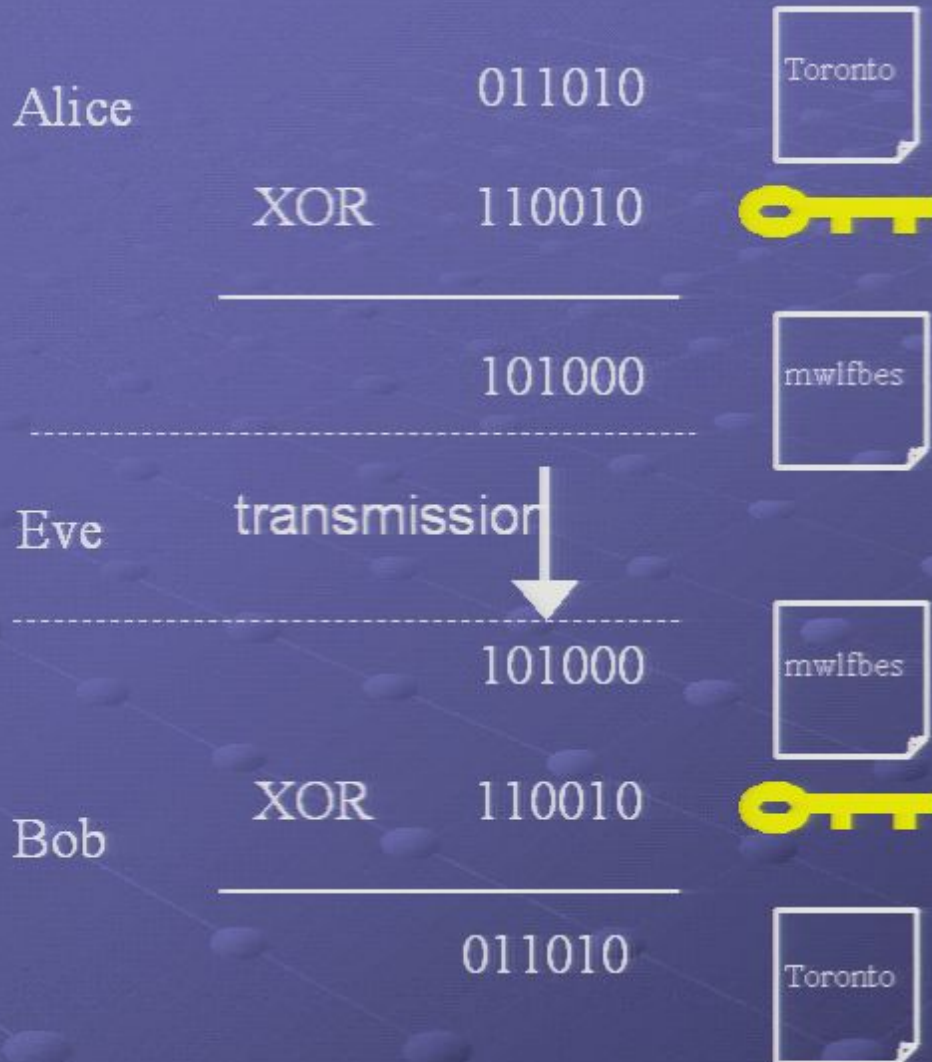 Alice 011010 Toronto
XOR 110010
101000 mwlfbes
Eve transmission
101000 mwlfbes
XOR 110010
Bob
011010 Toronto